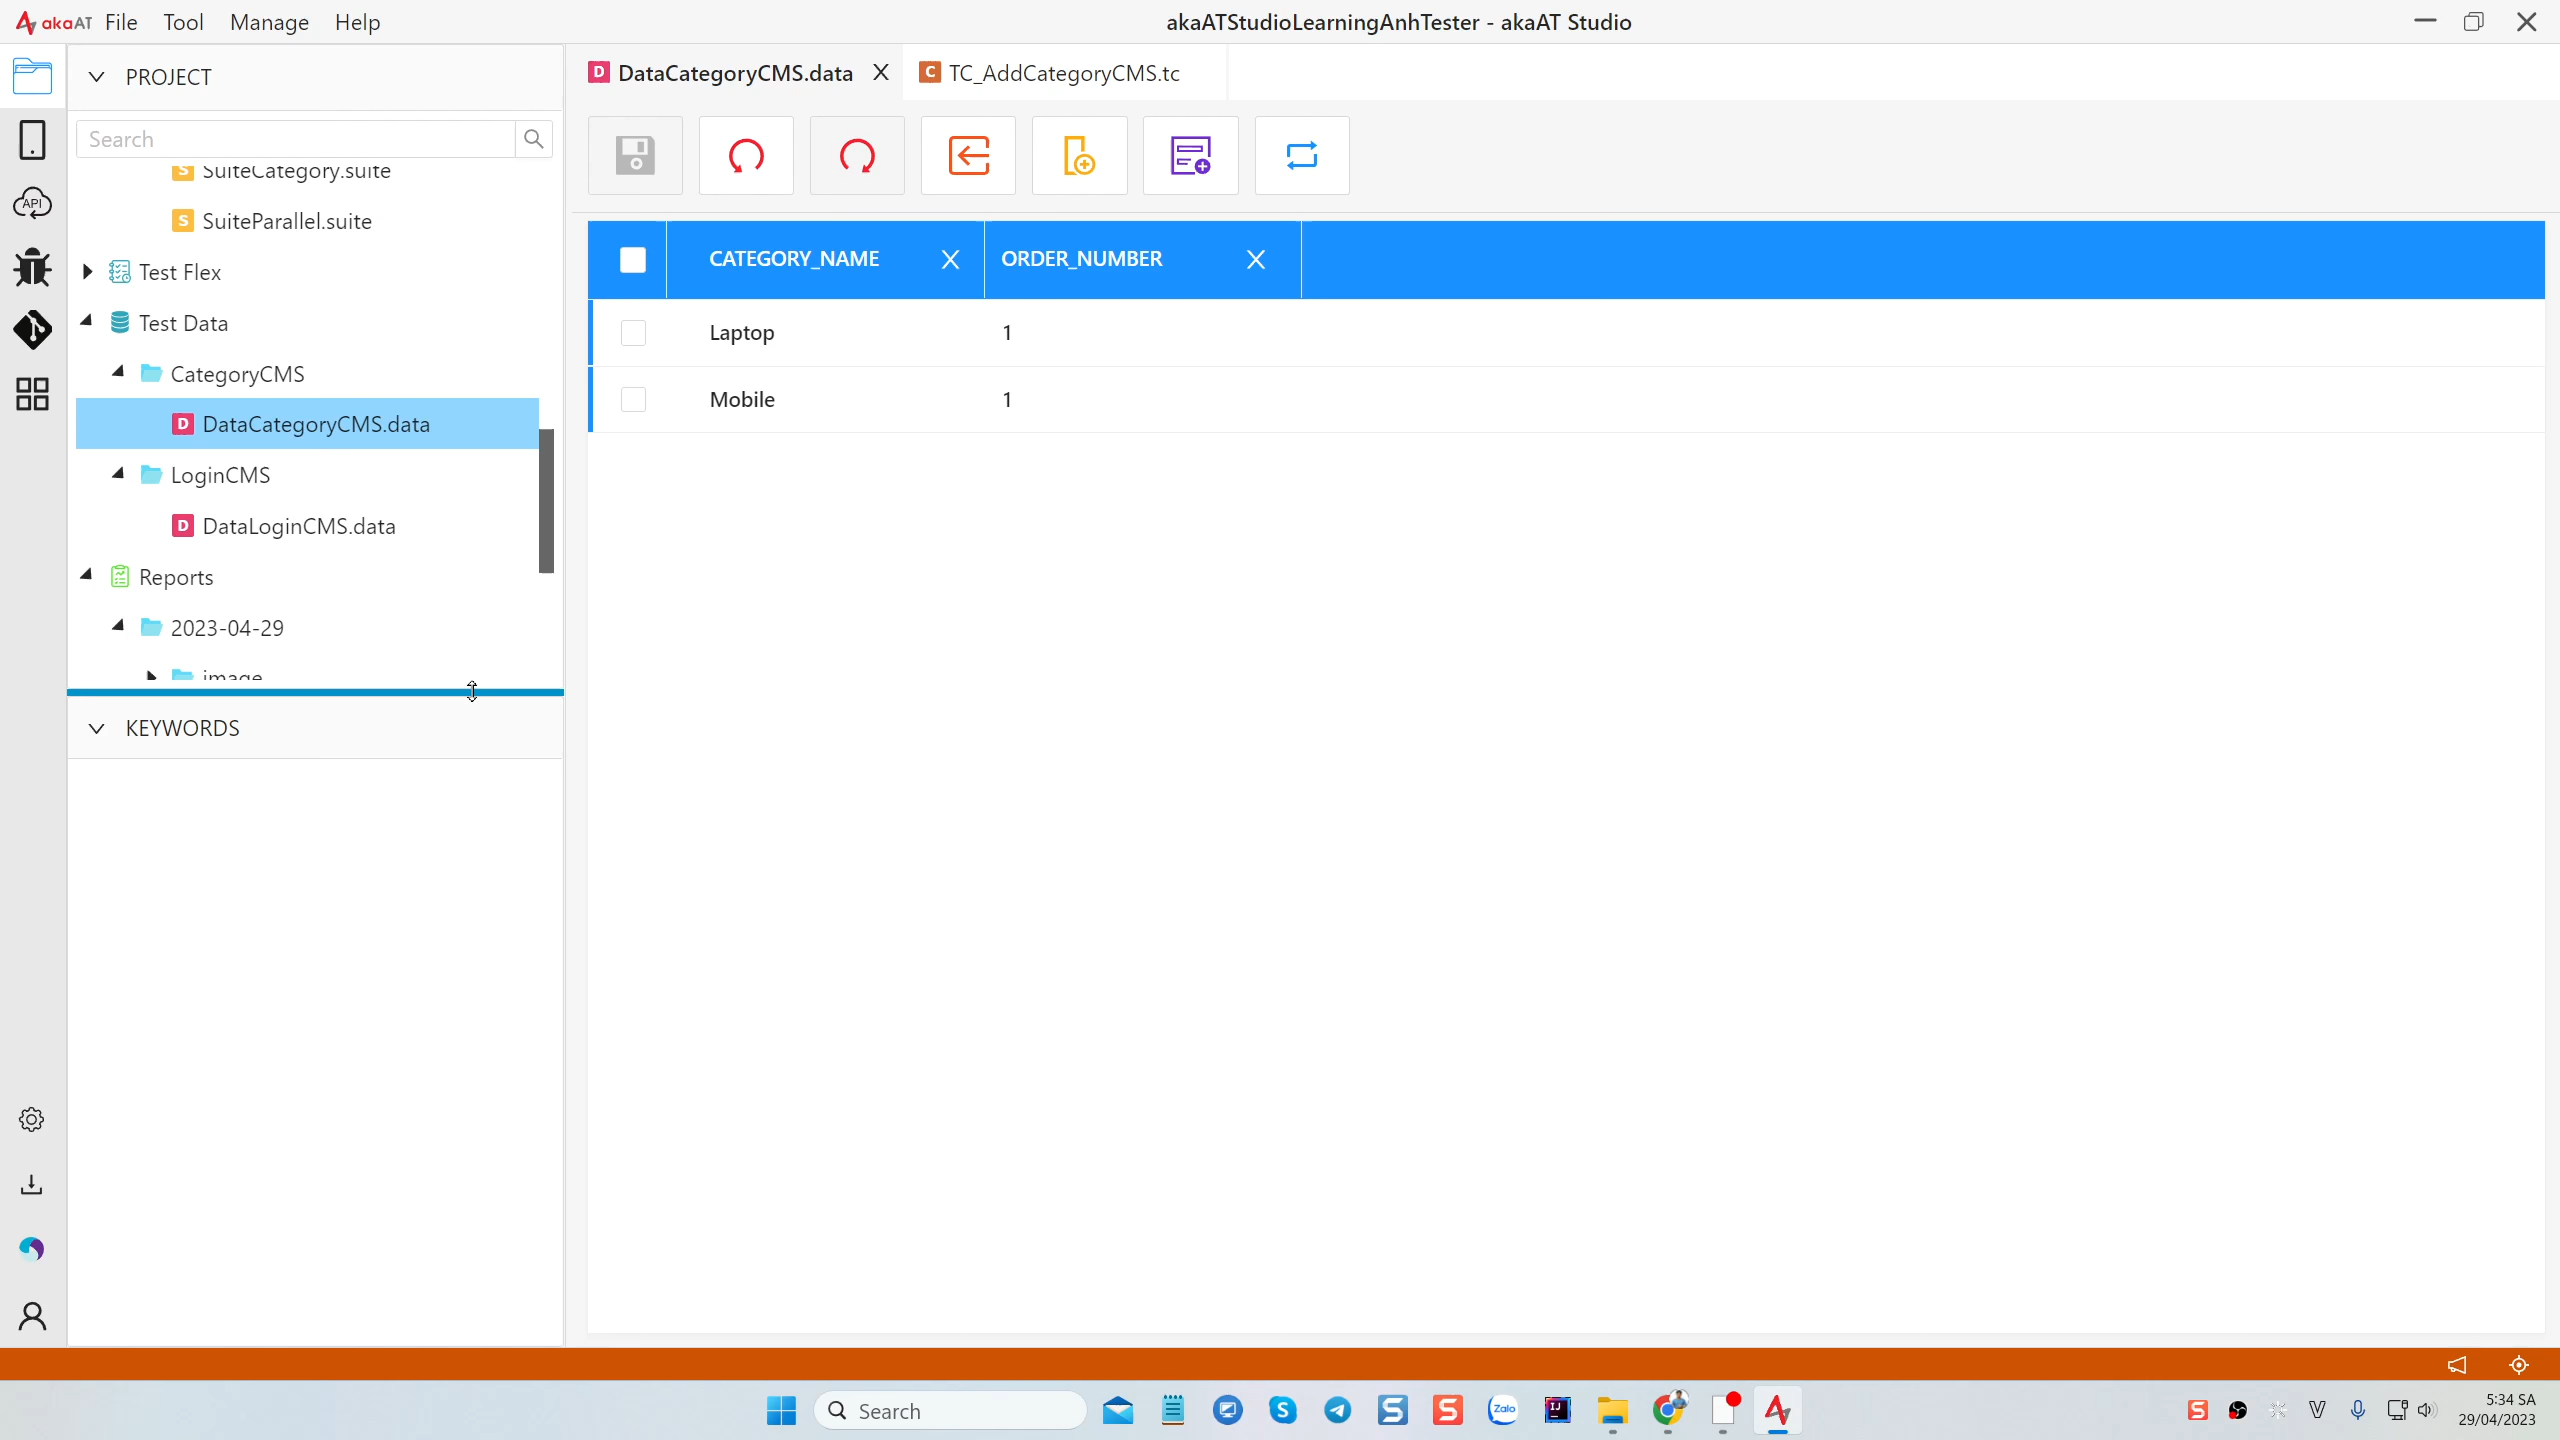 akaAT File Tool Manage Help
akaATStudioLearningAnhTester - akaAT Studio
PROJECT
Search
SuiteCategory.suite
SuiteParallel.suite
Test Flex
Test Data
CategoryCMS
D DataCategoryCMS.data
LoginCMS
D DataLoginCMS.data
Reports
2023-04-29
image
KEYWORDS
D DataCategoryCMS.data
C TC_AddCategoryCMS.tc
CATEGORY_NAME ORDER_NUMBER
Laptop 1
Mobile 1
API
Search
Zalo
5:34 SA
29/04/2023